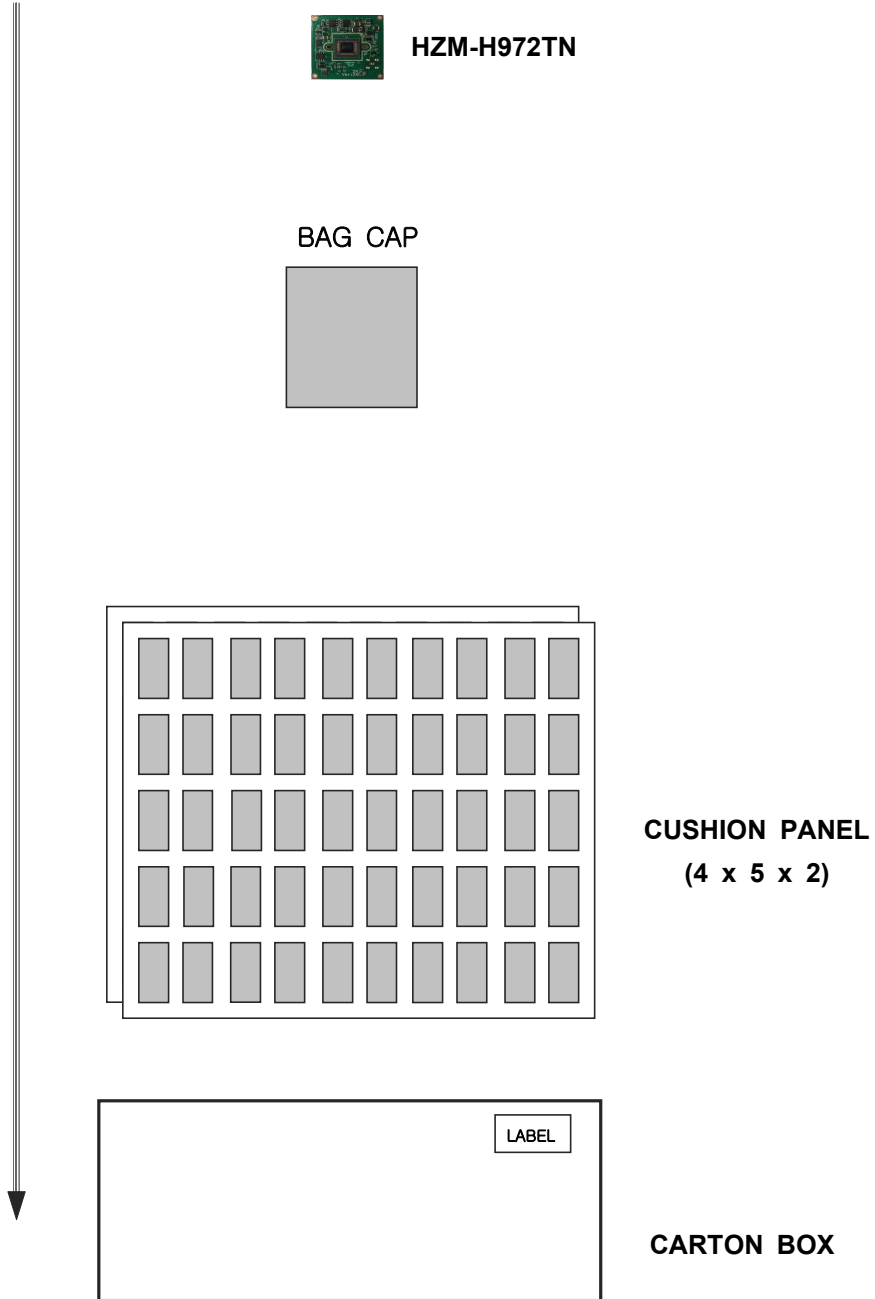 HZM-H972TN
BAG CAP
CUSHION PANEL
(4 x 5 x 2)
LABEL
CARTON BOX